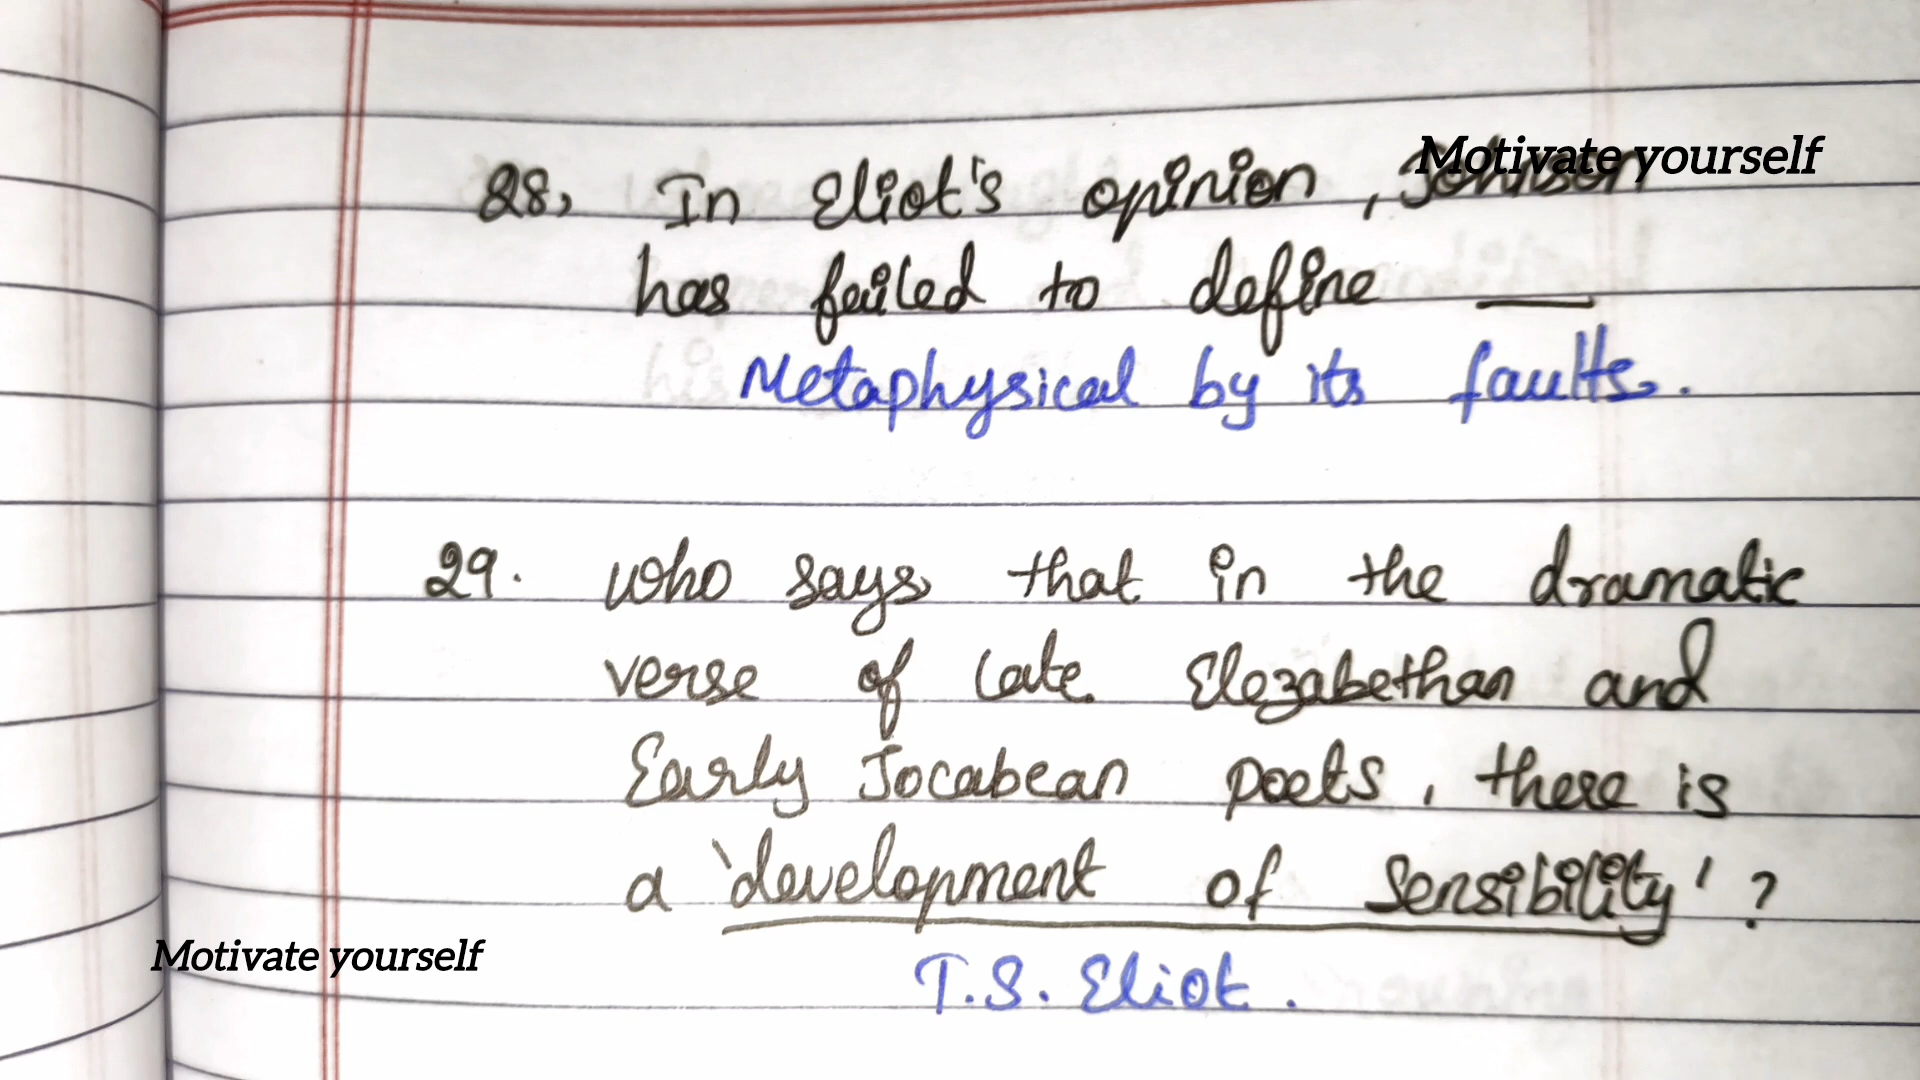 28, In Eliot's opinion, Johnson
Motivate yourself
has failed to define —
Metaphysical by its faults.
29. who says that in the dramatic
verse of late Elezabethan and
Early Jocabean poets, there is
a 'development of Sensibility'?
Motivate yourself
T.S. Eliot.